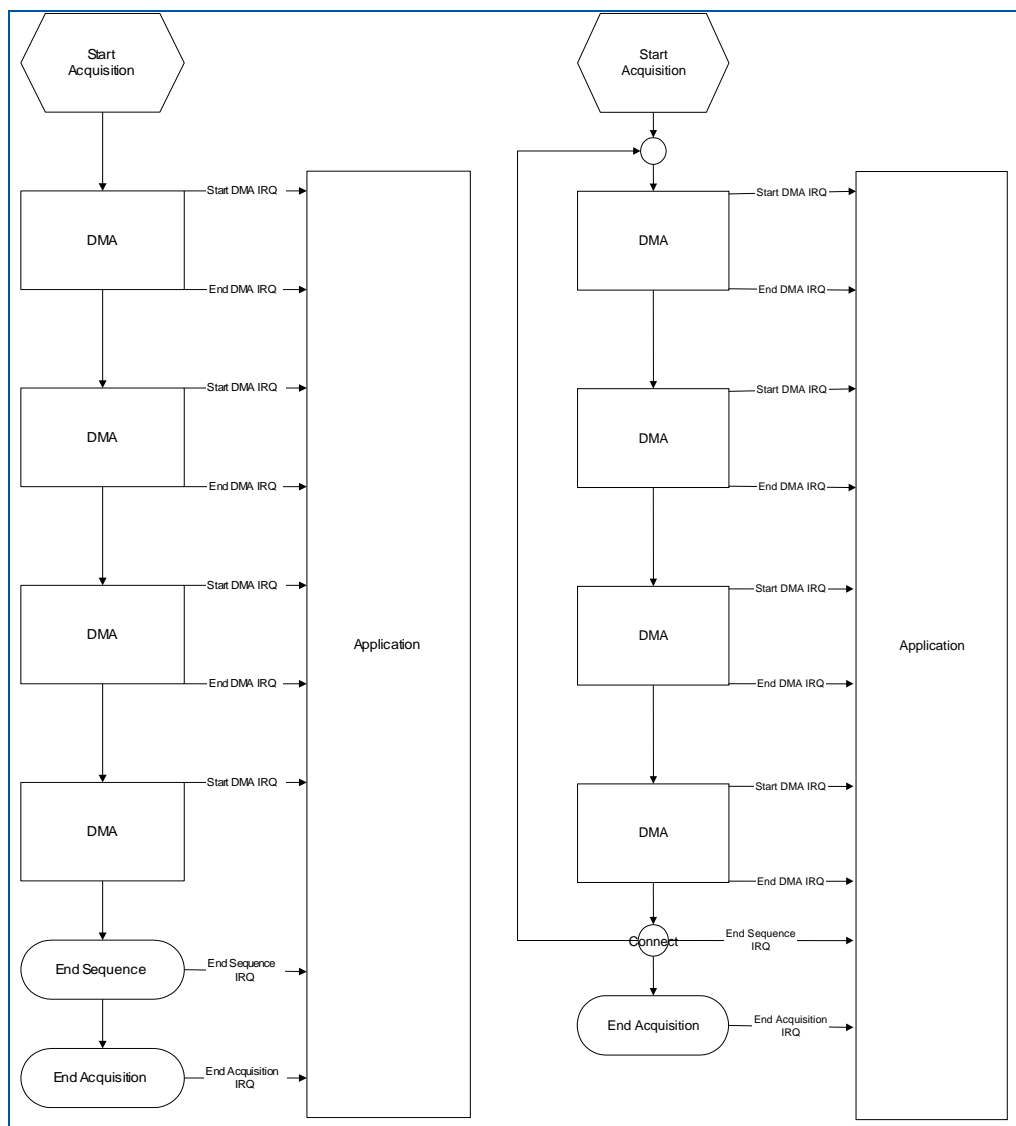 Start
Acquisition
Start DMA IRQ
DMA
End DMA IRQ
Start DMA IRQ
DMA
End DMA IRQ
Start DMA IRQ
DMA
End DMA IRQ
Start DMA IRQ
DMA
End Sequence
End Sequence
IRQ
End Acquisition
End Acquisition
IRQ
Application
Start
Acquisition
Start DMA IRQ
DMA
End DMA IRQ
Start DMA IRQ
DMA
End DMA IRQ
Start DMA IRQ
DMA
End DMA IRQ
Start DMA IRQ
DMA
End DMA IRQ
Connect
End Sequence
IRQ
End Acquisition
End Acquisition
IRQ
Application